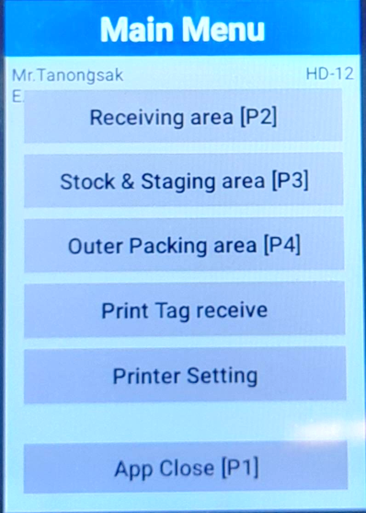 Main Menu
Mr.Tanongsak HD-12
E.
Receiving area [P2]
Stock & Staging area [P3]
Outer Packing area [P4]
Print Tag receive
Printer Setting
App Close [P1]